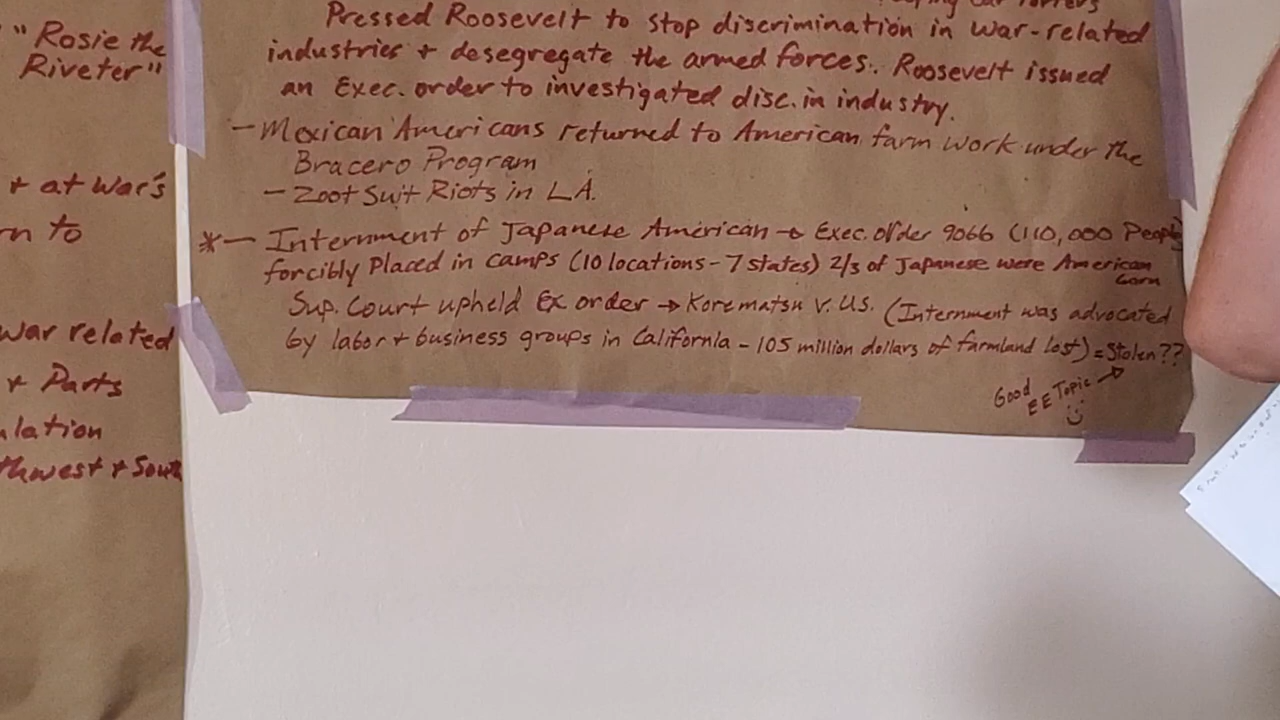 "Rosie the
Riveter"
+ at war's
to
war related
+ Parts
+ South
Pressed Roosevelt to stop discrimination in war-related
industries + desegregate the armed forces. Roosevelt issued
an Exec. order to investigated disc. in industry.
- Mexican Americans returned to American farm work under the
Bracero Program
- Zoot Suit Riots in LA.
*- Internment of Japanese American → Exec. order 9066 (110,000 People
forcibly Placed in camps (10 locations - 7 states) 2/3 of Japanese were American
born
Sup. Court upheld Ex order → Korematsu v. U.S. (Internment was advocated
by labor + business groups in California - 105 million dollars of farmland lost) = Stolen??
Good
EE Topic →